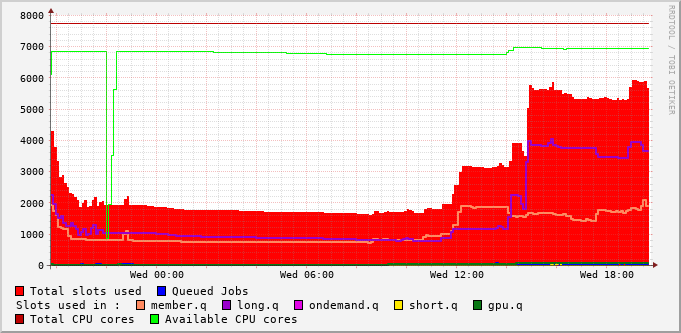 8000
7000
6000
5000
4000
3000
2000
1000
0
Wed 00:00 Wed 06:00 Wed 12:00 Wed 18:00
RRDTOOL / TOBI OETIKER
Total slots used Queued Jobs
Slots used in : member.q long.q ondemand.q short.q gpu.q
Total CPU cores Available CPU cores